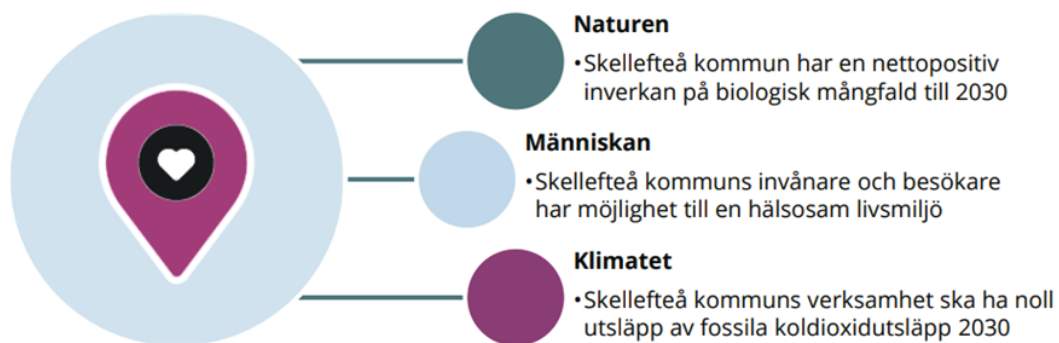 Naturen
•Skellefteå kommun har en nettopositiv
inverkan på biologisk mångfald till 2030
Människan
•Skellefteå kommuns invånare och besökare
har möjlighet till en hälsosam livsmiljö
Klimatet
•Skellefteå kommuns verksamhet ska ha noll
utsläpp av fossila koldioxidutsläpp 2030